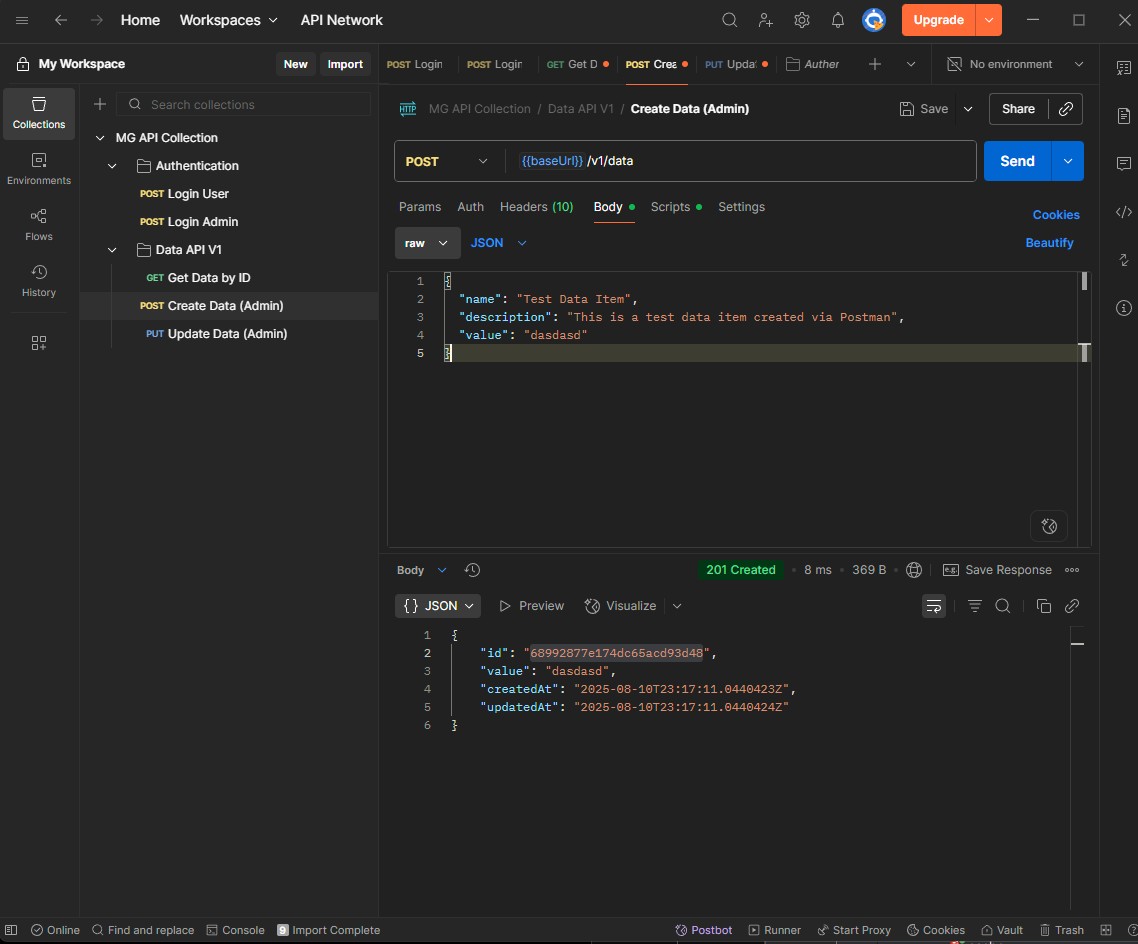 Home Workspaces API Network Upgrade
My Workspace New Import
POST Login POST Login GET Get D POST Crea PUT Upda Auther No environment
Collections
Environments
Flows
History
Search collections
MG API Collection
Authentication
POST Login User
POST Login Admin
Data API V1
GET Get Data by ID
POST Create Data (Admin)
PUT Update Data (Admin)
HTTP MG API Collection / Data API V1 / Create Data (Admin) Save Share
POST {{baseUrl}} /v1/data Send
Params Auth Headers (10) Body Scripts Settings Cookies
raw JSON Beautify
1 {
2 "name": "Test Data Item",
3 "description": "This is a test data item created via Postman",
4 "value": "dasdasd"
5 }
Body 201 Created • 8 ms • 369 B • e.g. Save Response
{} JSON Preview Visualize
1 {
2 "id": "68992877e174dc65acd93d48",
3 "value": "dasdasd",
4 "createdAt": "2025-08-10T23:17:11.0440423Z",
5 "updatedAt": "2025-08-10T23:17:11.0440424Z"
6 }
Online Find and replace Console 9 Import Complete Postbot Runner Start Proxy Cookies Vault Trash